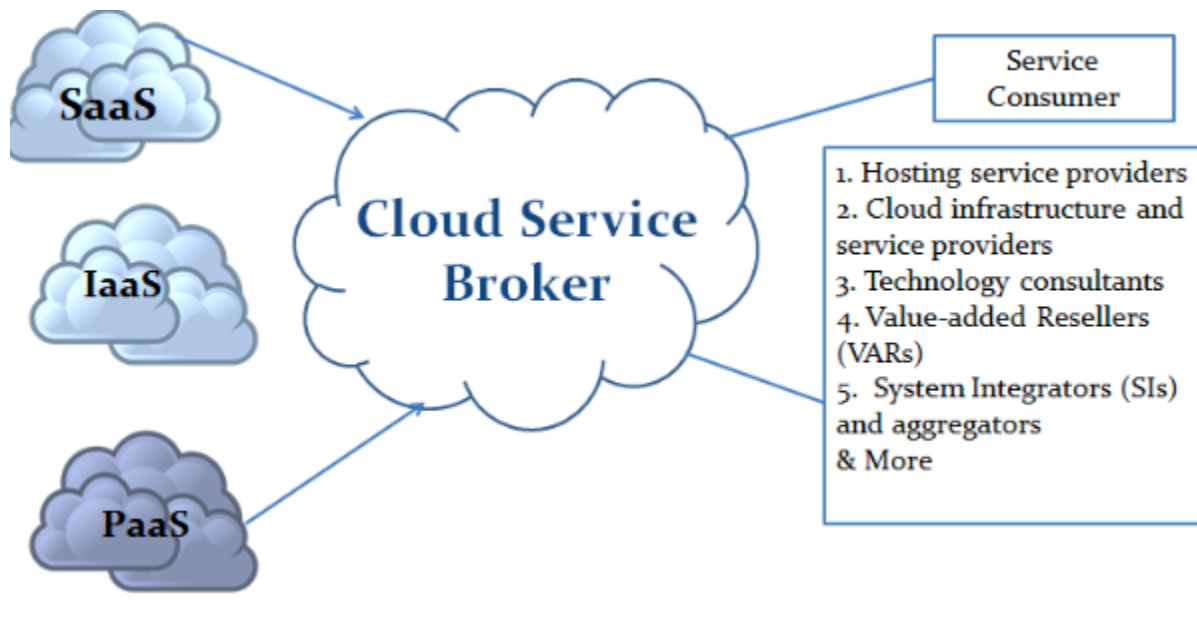 SaaS
IaaS
PaaS
Cloud Service
Broker
Service
Consumer
1. Hosting service providers
2. Cloud infrastructure and
service providers
3. Technology consultants
4. Value-added Resellers
(VARs)
5. System Integrators (SIs)
and aggregators
& More